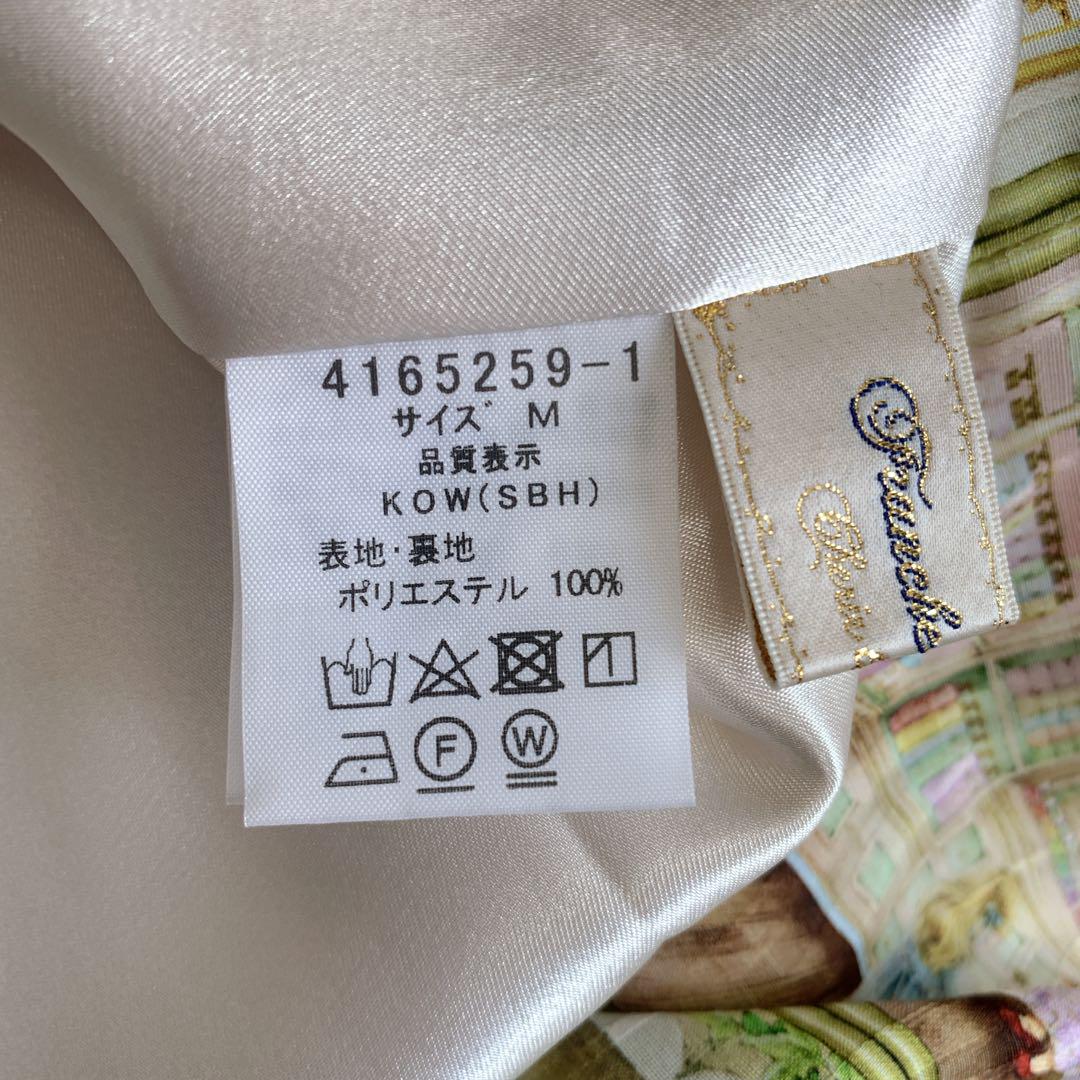 4165259-1
サイズ M
品質表示
KOW(SBH)
表地・裏地
ポリエステル 100%
F
W
Franche